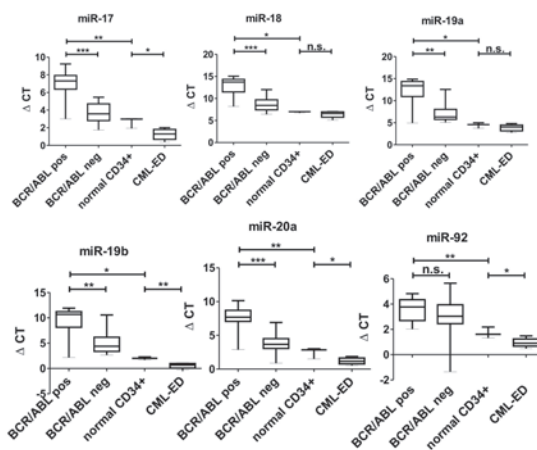 miR-17
**
***
*
Δ CT
10
8
6
4
2
0
BCR/ABL pos
BCR/ABL neg
normal CD34+
CML-ED
miR-18
*
***
n.s.
Δ CT
20
15
10
5
0
BCR/ABL pos
BCR/ABL neg
normal CD34+
CML-ED
miR-19a
*
**
n.s.
Δ CT
20
15
10
5
0
BCR/ABL pos
BCR/ABL neg
normal CD34+
CML-ED
miR-19b
*
**
**
Δ CT
15
10
5
0
-5
BCR/ABL pos
BCR/ABL neg
normal CD34+
CML-ED
miR-20a
**
***
*
Δ CT
15
10
5
0
BCR/ABL pos
BCR/ABL neg
normal CD34+
CML-ED
miR-92
**
n.s.
*
Δ CT
6
4
2
0
-2
BCR/ABL pos
BCR/ABL neg
normal CD34+
CML-ED